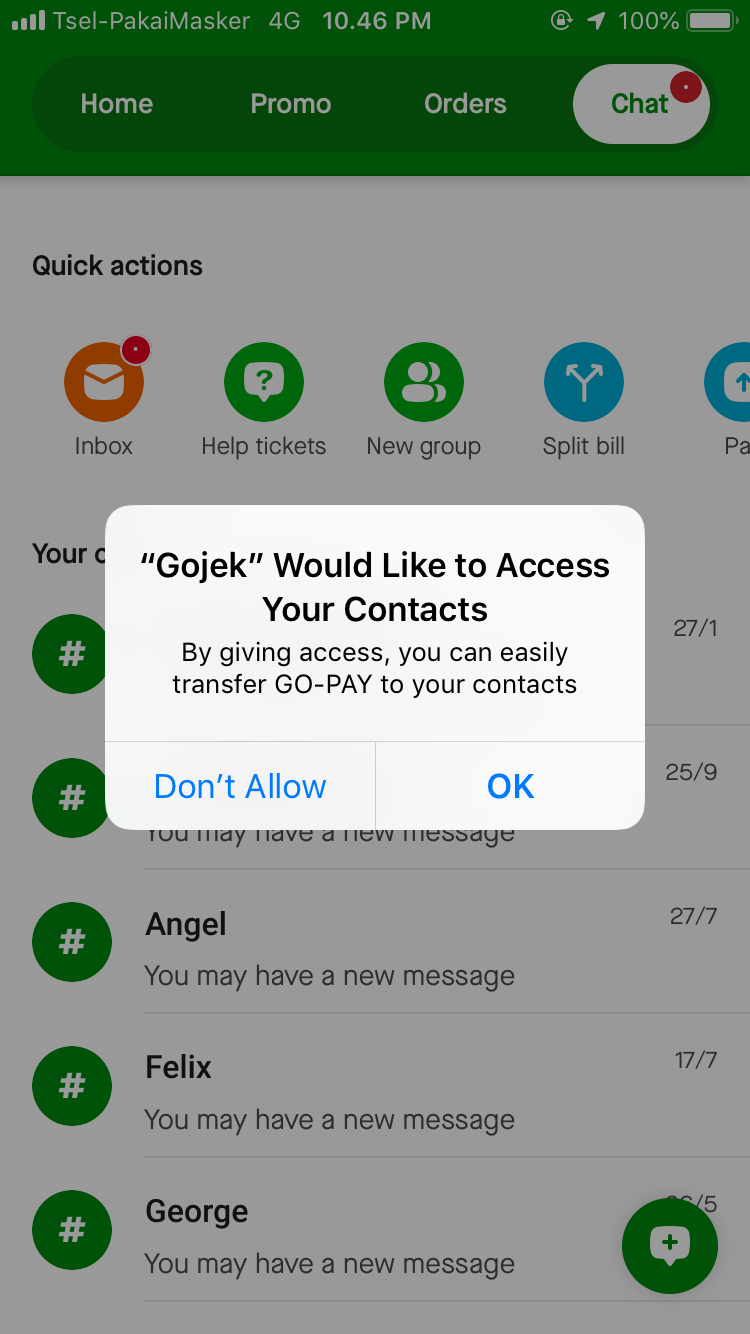 Tsel-PakaiMasker 4G 10.46 PM 100%
Home Promo Orders Chat
Quick actions
Inbox Help tickets New group Split bill
Your
“Gojek” Would Like to Access
Your Contacts
By giving access, you can easily
transfer GO-PAY to your contacts
Don’t Allow OK
27/1
25/9
You may have a new message
Angel 27/7
You may have a new message
Felix 17/7
You may have a new message
George
You may have a new message